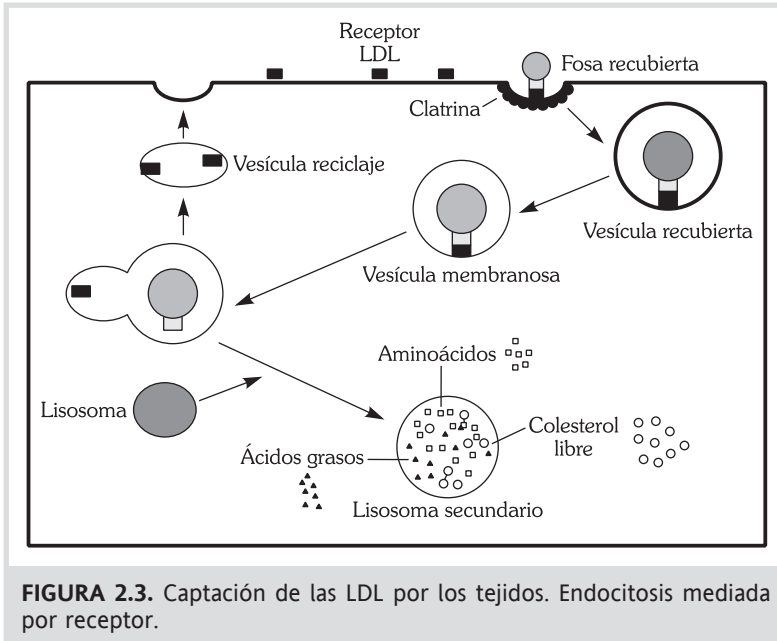 Receptor
LDL
Fosa recubierta
Clatrina
Vesícula reciclaje
Vesícula recubierta
Vesícula membranosa
Aminoácidos
Lisosoma
Colesterol
libre
Ácidos grasos
Lisosoma secundario
FIGURA 2.3. Captación de las LDL por los tejidos. Endocitosis mediada
por receptor.